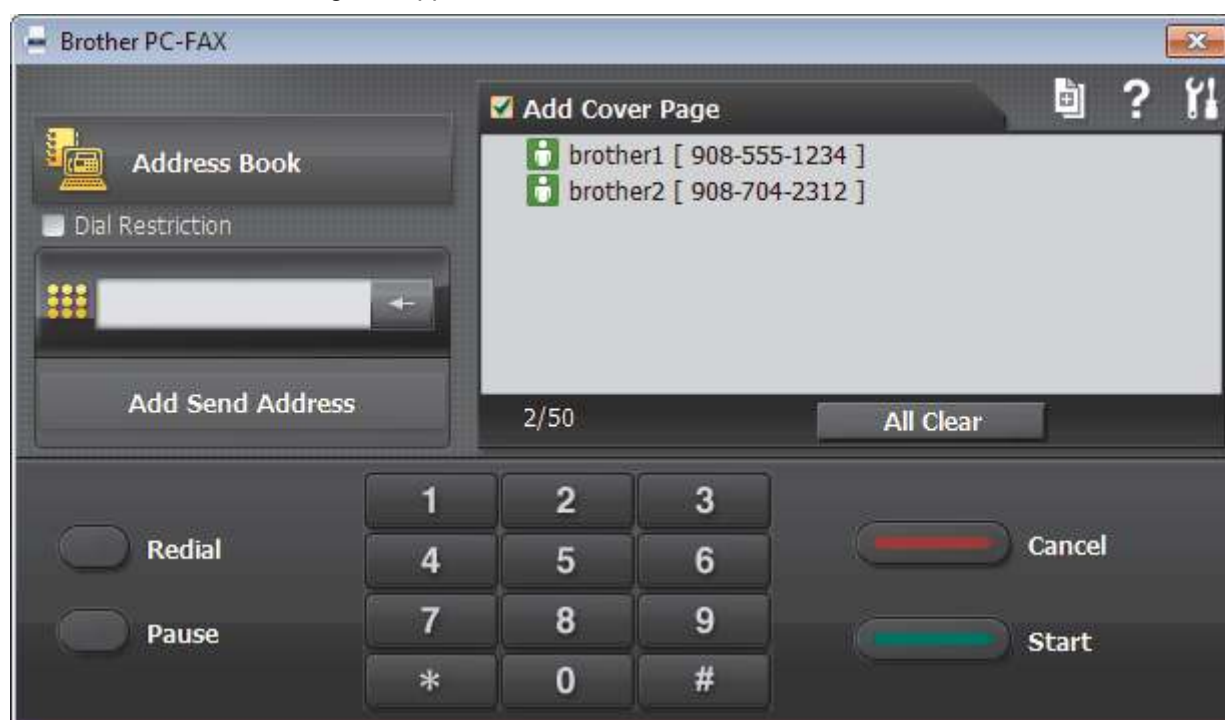 Brother PC-FAX
Add Cover Page
?
Address Book
brother1 [ 908-555-1234 ]
brother2 [ 908-704-2312 ]
Dial Restriction
Add Send Address
2/50
All Clear
1 2 3
Redial
4 5 6
Cancel
Pause
7 8 9
Start
* 0 #